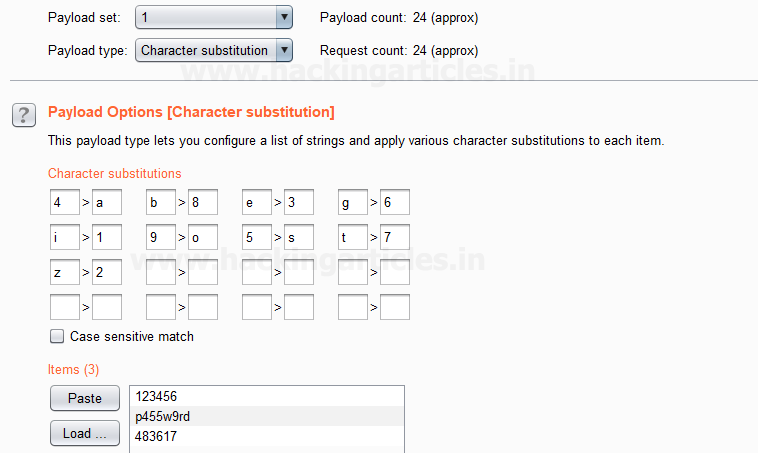 Payload set: 1 Payload count: 24 (approx)
Payload type: Character substitution Request count: 24 (approx)
www.hackingarticles.in
? Payload Options [Character substitution]
This payload type lets you configure a list of strings and apply various character substitutions to each item.
Character substitutions
4 > a b > 8 e > 3 g > 6
i > 1 9 > o 5 > s t > 7
www.hackingarticles.in
z > 2 > > >
> > > >
Case sensitive match
Items (3)
Paste 123456
p455w9rd
Load ... 483617